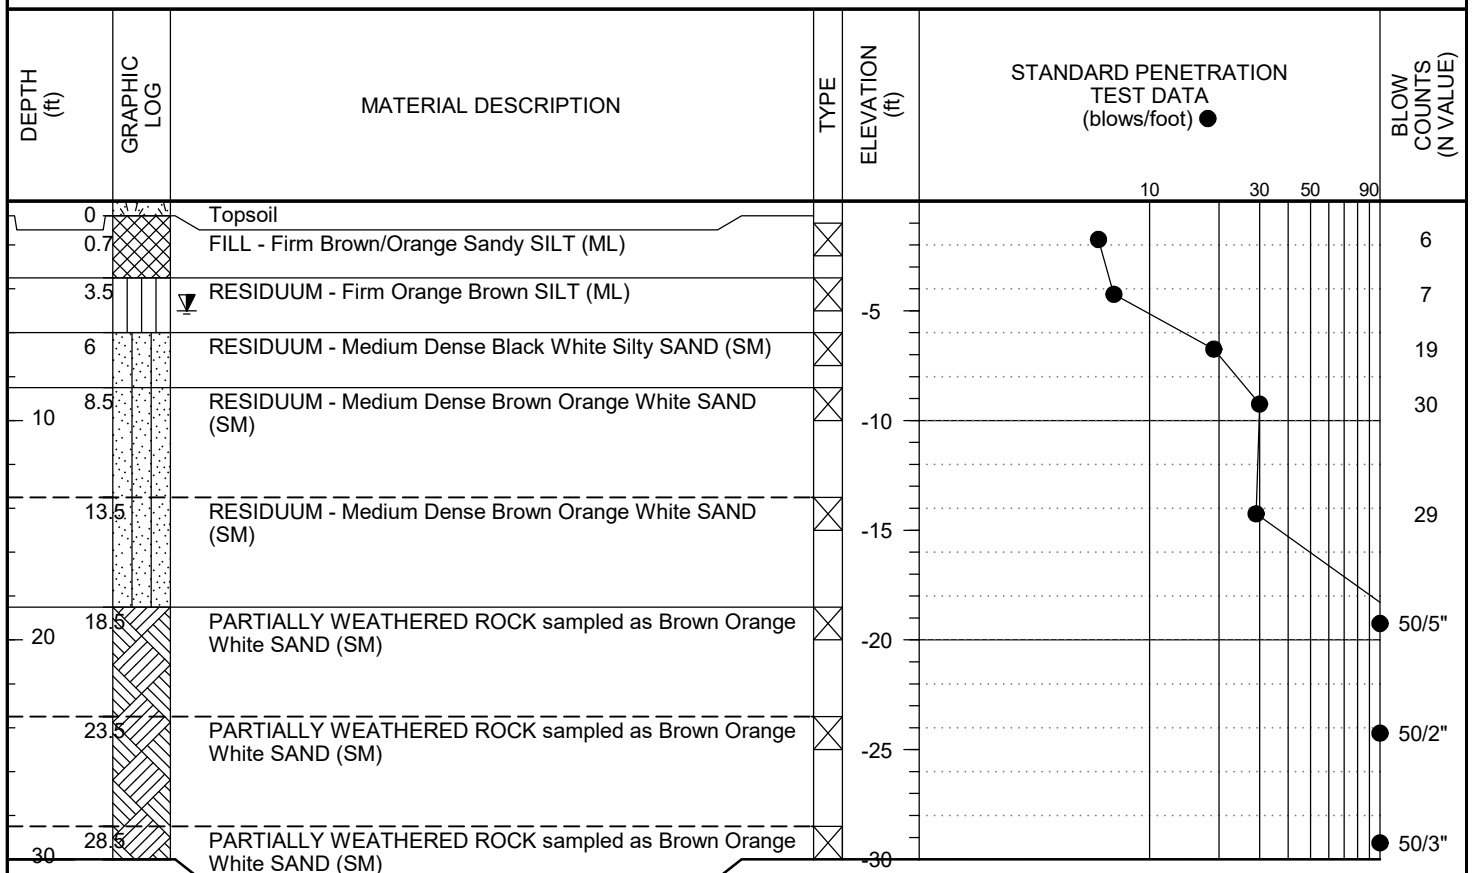 DEPTH
(ft)
GRAPHIC
LOG
MATERIAL DESCRIPTION
TYPE
ELEVATION
(ft)
STANDARD PENETRATION
TEST DATA
(blows/foot)
10 30 50 90
BLOW
COUNTS
(N VALUE)
0 Topsoil
0.7 FILL - Firm Brown/Orange Sandy SILT (ML) 6
3.5 RESIDUUM - Firm Orange Brown SILT (ML) 7
-5
6 RESIDUUM - Medium Dense Black White Silty SAND (SM) 19
8.5 RESIDUUM - Medium Dense Brown Orange White SAND 30
(SM)
10 -10
13.5 RESIDUUM - Medium Dense Brown Orange White SAND 29
(SM)
-15
18.5 PARTIALLY WEATHERED ROCK sampled as Brown Orange 50/5"
White SAND (SM)
20 -20
23.5 PARTIALLY WEATHERED ROCK sampled as Brown Orange 50/2"
White SAND (SM)
-25
28.5 PARTIALLY WEATHERED ROCK sampled as Brown Orange 50/3"
White SAND (SM)
30 -30